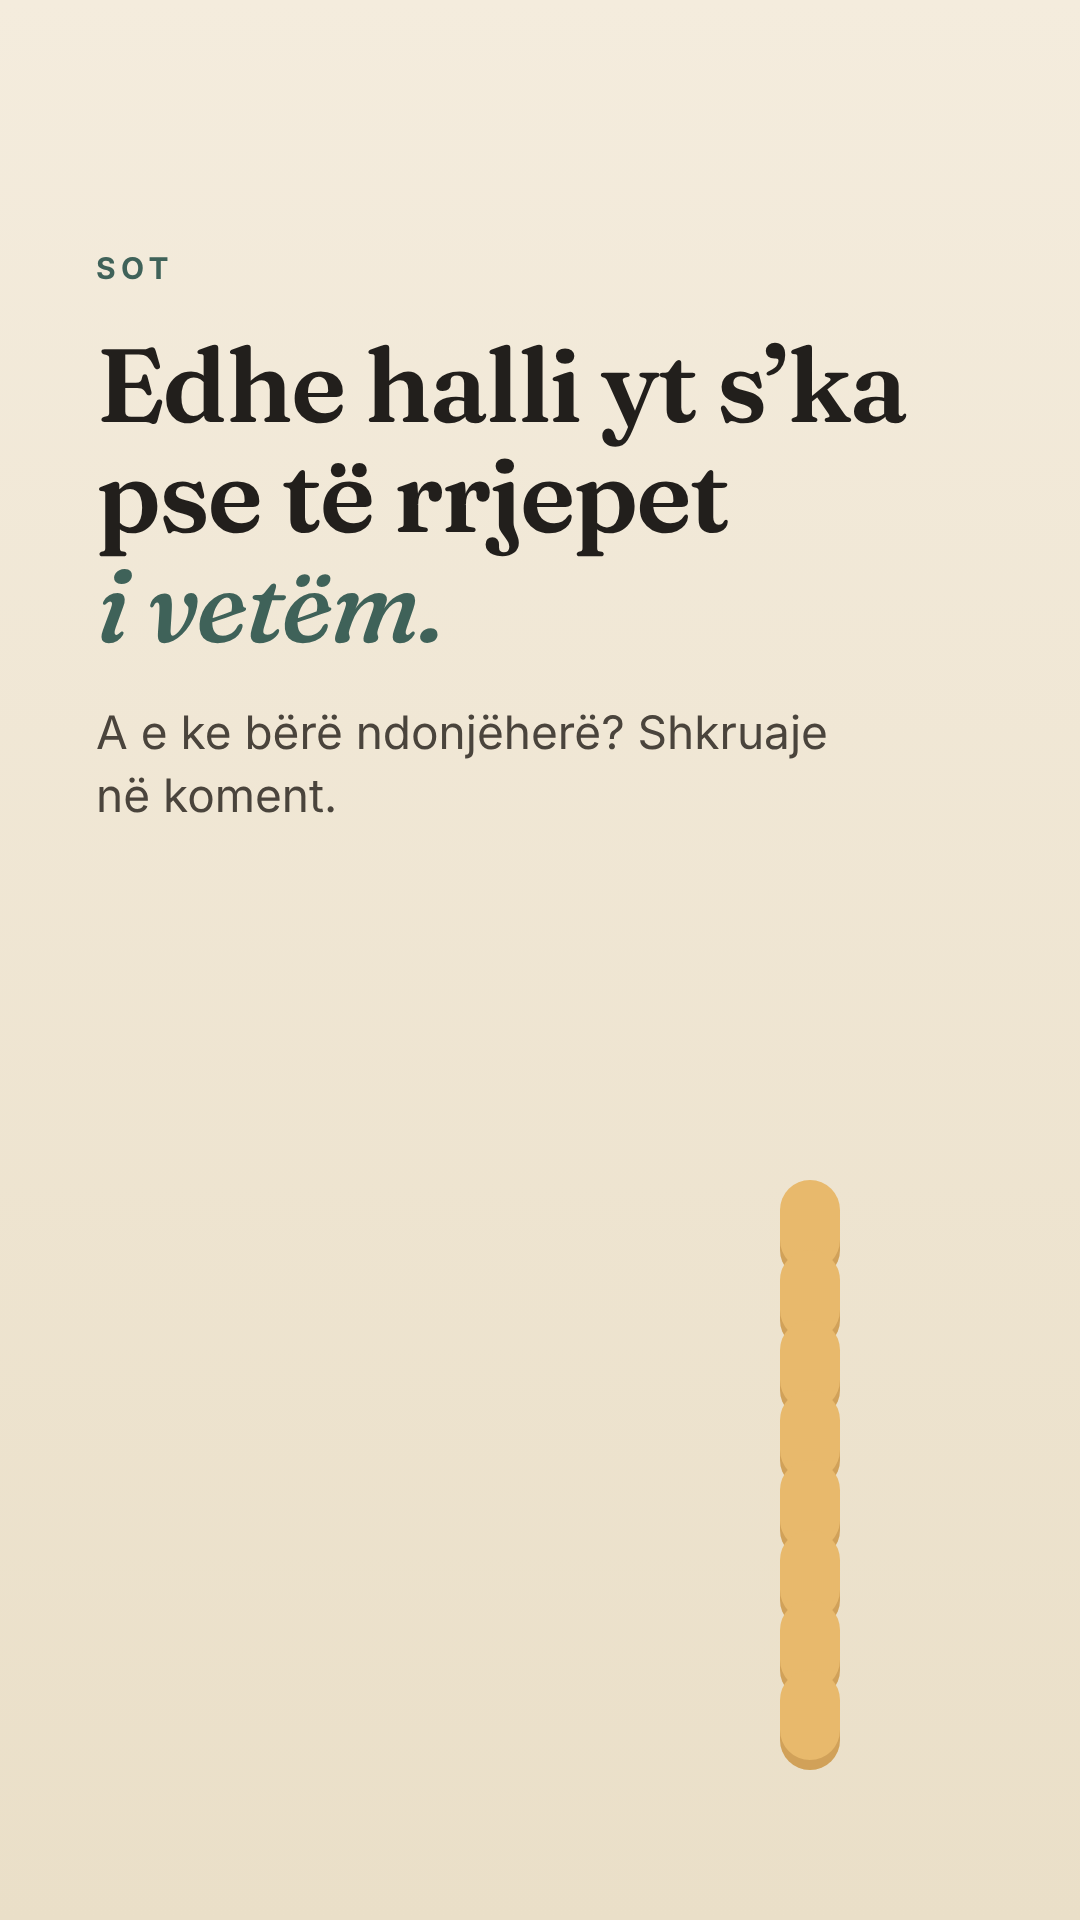 SOT
Edhe halli yt s’ka
pse të rrjepet
i vetëm.
A e ke bërë ndonjëherë? Shkruaje
në koment.